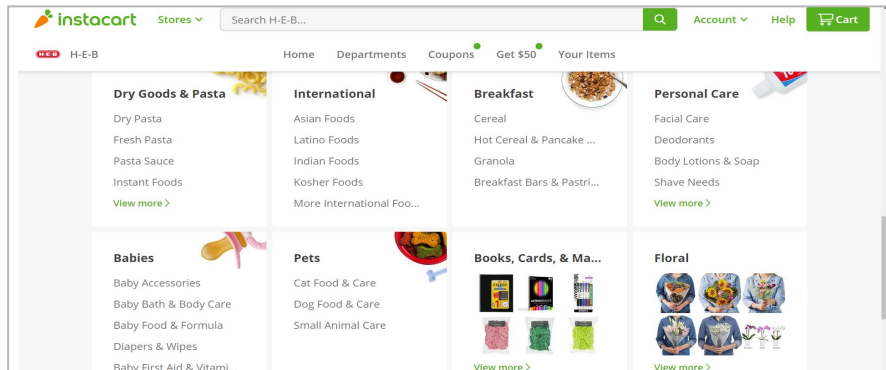 instacart Stores Search H-E-B... Account Help Cart
H-E-B H-E-B Home Departments Coupons Get $50 Your Items
Dry Goods & Pasta
Dry Pasta
Fresh Pasta
Pasta Sauce
Instant Foods
View more >
International
Asian Foods
Latino Foods
Indian Foods
Kosher Foods
More International Foo...
Breakfast
Cereal
Hot Cereal & Pancake ...
Granola
Breakfast Bars & Pastri...
Personal Care
Facial Care
Deodorants
Body Lotions & Soap
Shave Needs
View more >
Babies
Baby Accessories
Baby Bath & Body Care
Baby Food & Formula
Diapers & Wipes
Baby First Aid & Vitami...
Pets
Cat Food & Care
Dog Food & Care
Small Animal Care
Books, Cards, & Ma...
View more >
Floral
View more >